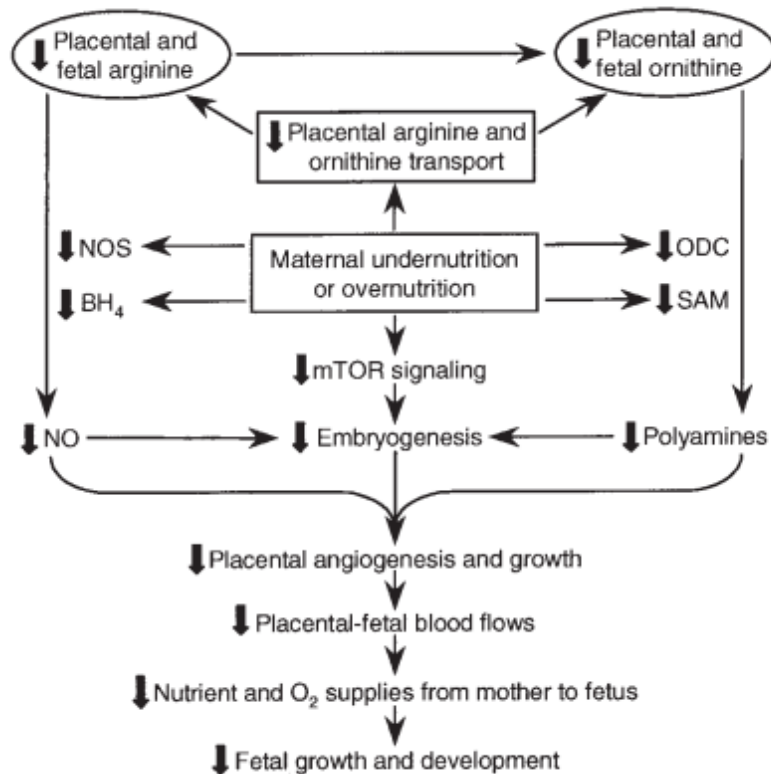 Placental and
fetal arginine
Placental and
fetal ornithine
Placental arginine and
ornithine transport
NOS
Maternal undernutrition
or overnutrition
ODC
BH₄
SAM
mTOR signaling
NO
Embryogenesis
Polyamines
Placental angiogenesis and growth
Placental-fetal blood flows
Nutrient and O₂ supplies from mother to fetus
Fetal growth and development